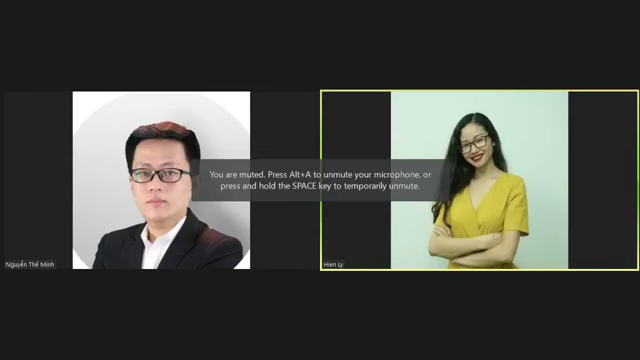 You are muted. Press Alt+A to unmute your microphone, or
press and hold the SPACE key to temporarily unmute.
Nguyễn Thế Minh
Hien Ly